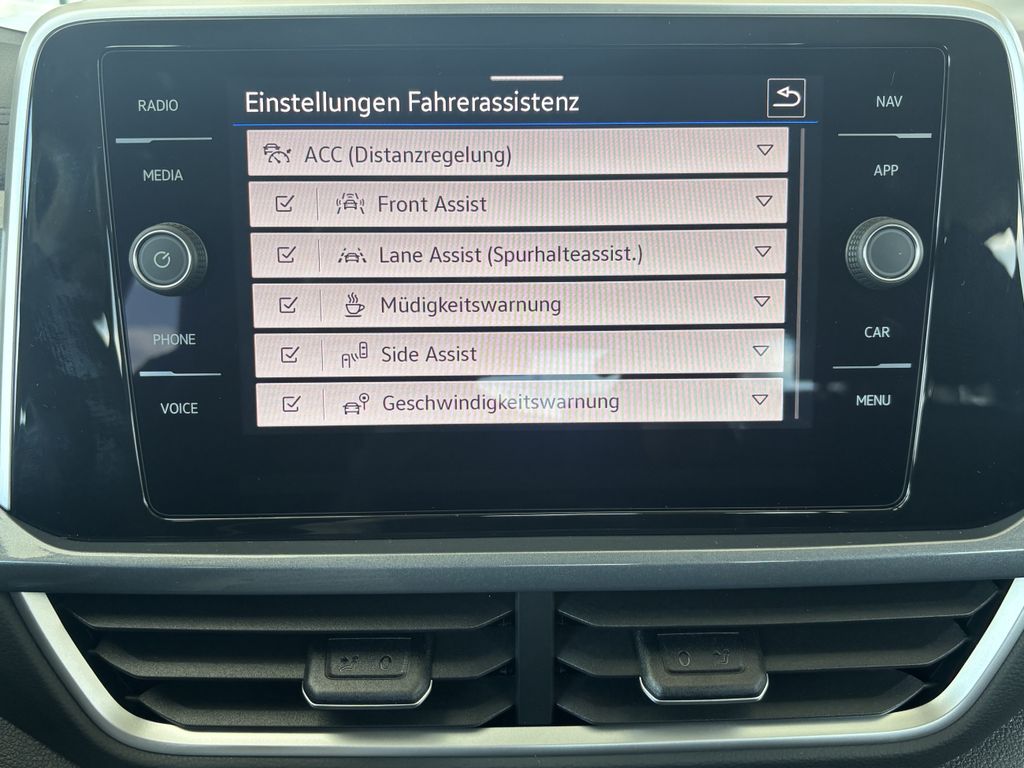 Einstellungen Fahrerassistenz
ACC (Distanzregelung)
Front Assist
Lane Assist (Spurhalteassist.)
Müdigkeitswarnung
Side Assist
Geschwindigkeitswarnung
RADIO
MEDIA
PHONE
VOICE
NAV
APP
CAR
MENU